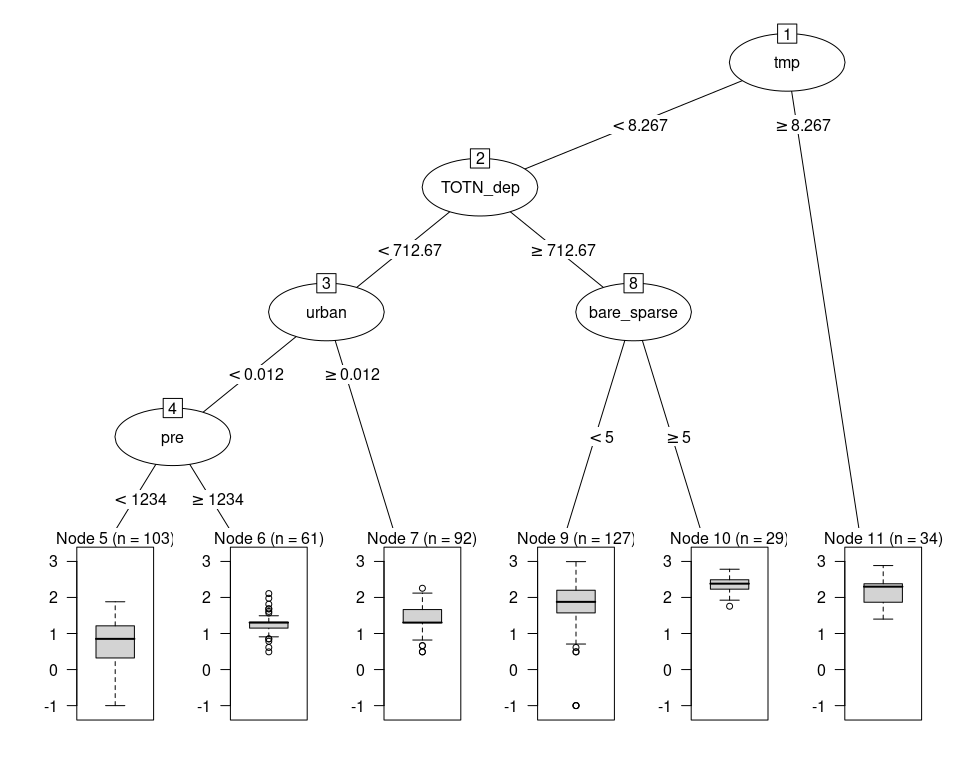 1
tmp
< 8.267
≥ 8.267
2
TOTN_dep
< 712.67
≥ 712.67
3
urban
8
bare_sparse
< 0.012
≥ 0.012
4
pre
< 5
≥ 5
< 1234
≥ 1234
Node 5 (n = 103)
Node 6 (n = 61)
Node 7 (n = 92)
Node 9 (n = 127)
Node 10 (n = 29)
Node 11 (n = 34)
3 3 3 3 3 3
2 2 2 2 2 2
1 1 1 1 1 1
0 0 0 0 0 0
-1 -1 -1 -1 -1 -1